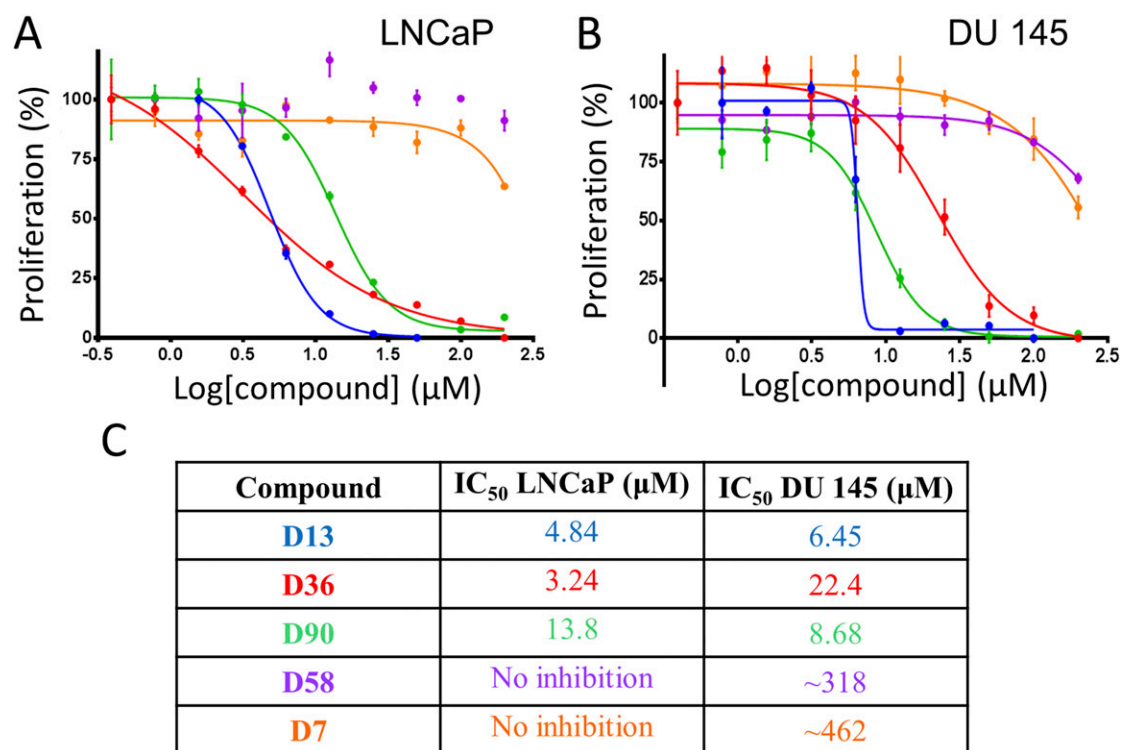 A
LNCaP
Proliferation (%)
100
75
50
25
0
-0.5 0.0 0.5 1.0 1.5 2.0 2.5
Log[compound] (μM)
B
DU 145
Proliferation (%)
100
75
50
25
0
0.0 0.5 1.0 1.5 2.0 2.5
Log[compound] (μM)
C
Compound IC50 LNCaP (μM) IC50 DU 145 (μM)
D13 4.84 6.45
D36 3.24 22.4
D90 13.8 8.68
D58 No inhibition ~318
D7 No inhibition ~462